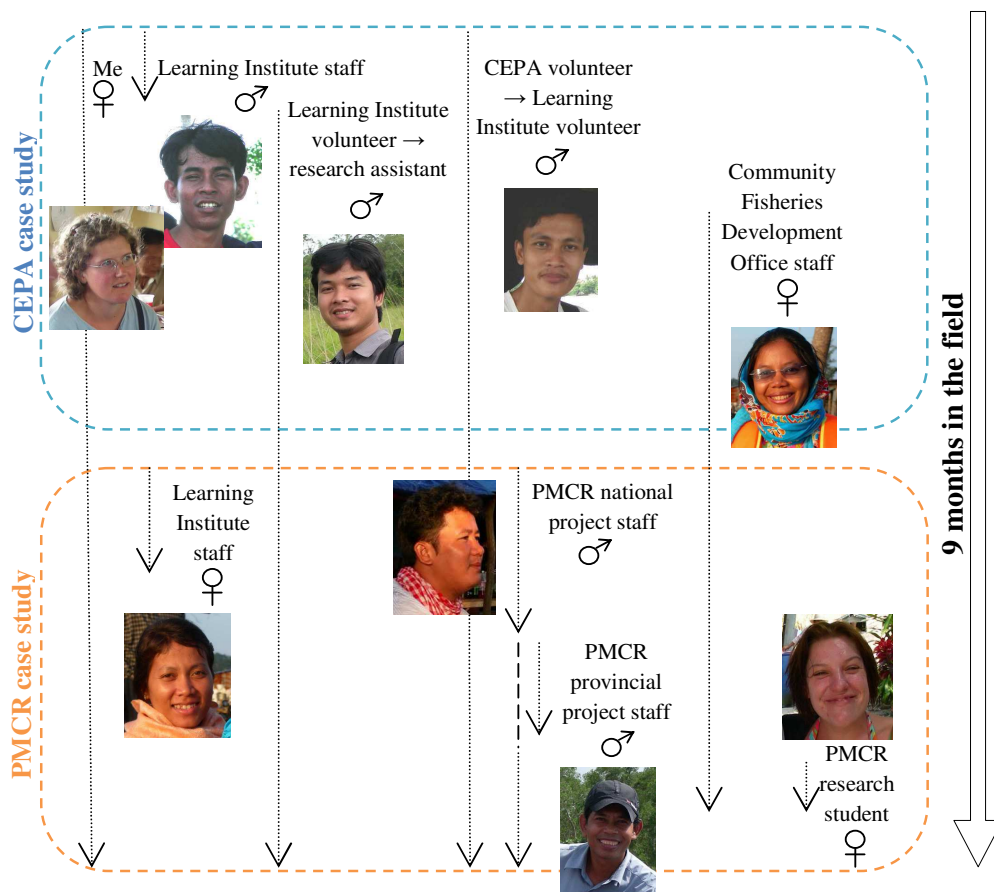 Me
Learning Institute staff
Learning Institute
volunteer →
research assistant
CEPA volunteer
→ Learning
Institute volunteer
Community
Fisheries
Development
Office staff
CEPA case study
9 months in the field
Learning
Institute
staff
PMCR national
project staff
PMCR
provincial
project staff
PMCR
research
student
PMCR case study